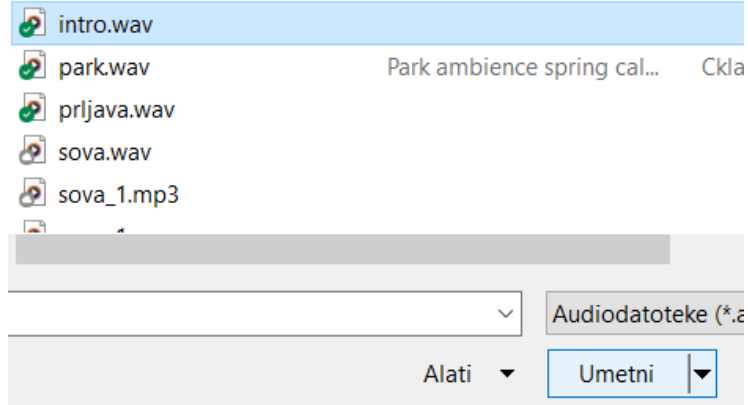 intro.wav
park.wav Park ambience spring cal... Ckla
prljava.wav
sova.wav
sova_1.mp3
Audiodatoteke (*.a
Alati Umetni